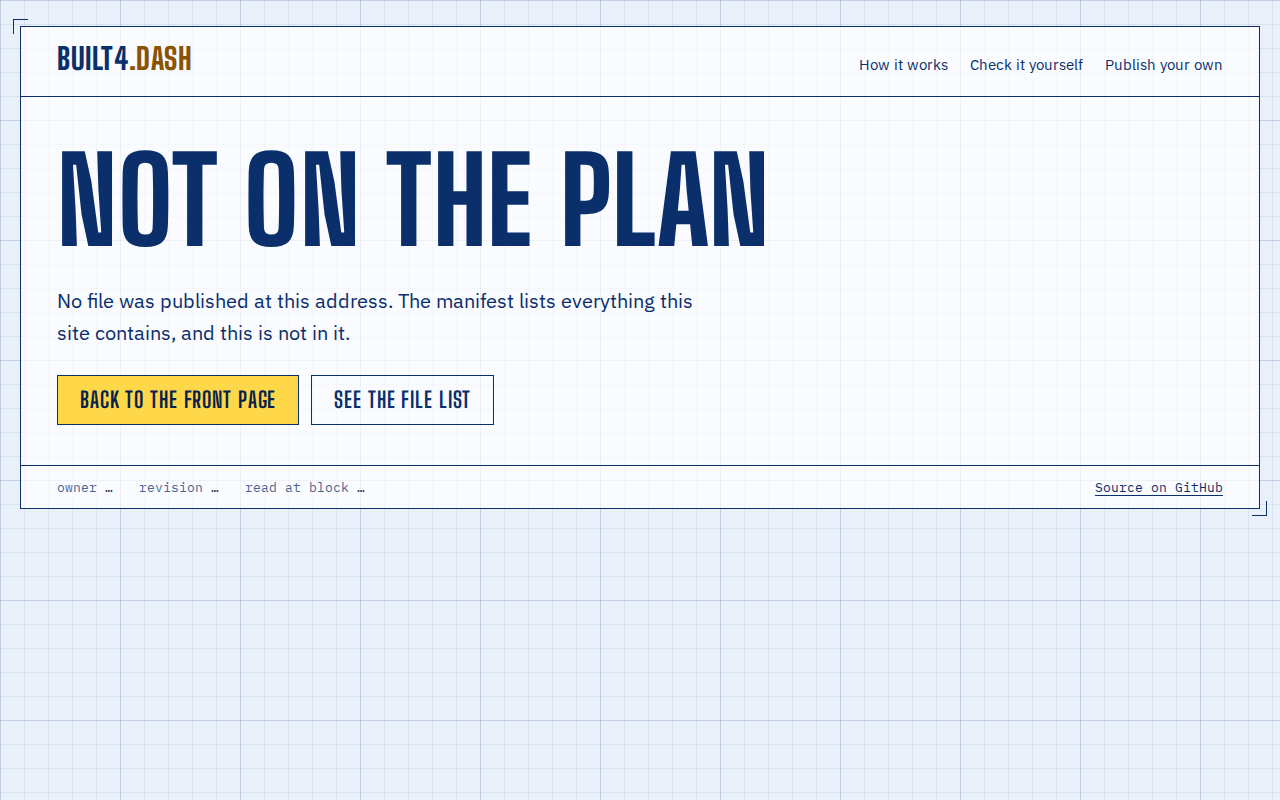 BUILT4.DASH
How it works
Check it yourself
Publish your own
NOT ON THE PLAN
No file was published at this address. The manifest lists everything this
site contains, and this is not in it.
BACK TO THE FRONT PAGE
SEE THE FILE LIST
owner …
revision …
read at block …
Source on GitHub